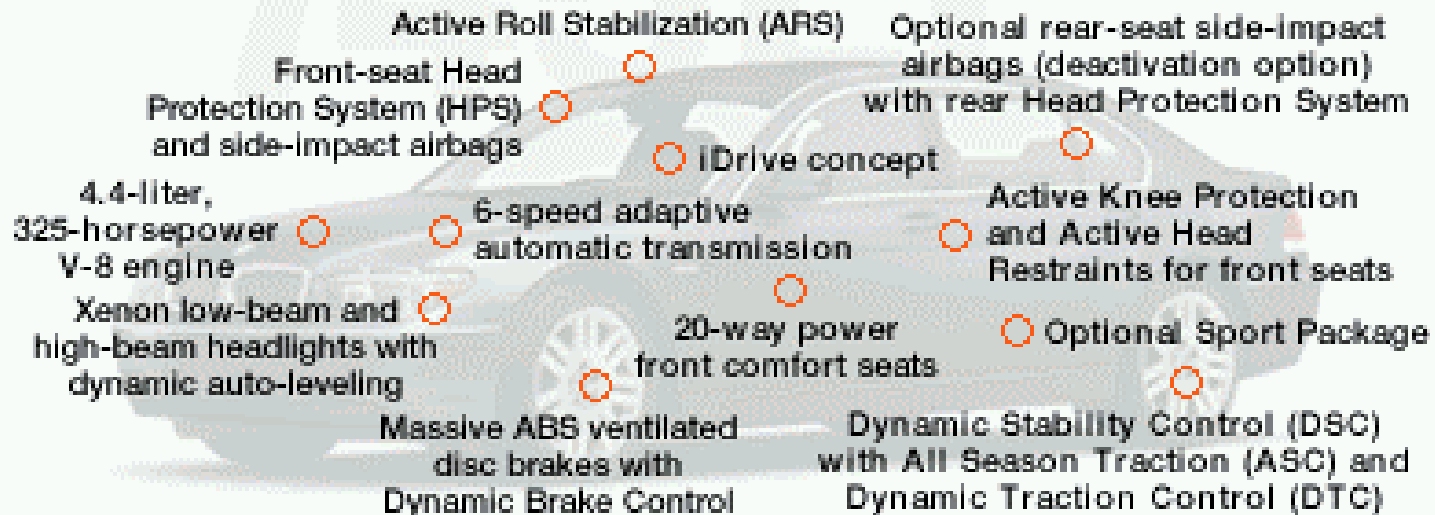 Active Roll Stabilization (ARS)
Optional rear-seat side-impact
airbags (deactivation option)
with rear Head Protection System
Front-seat Head
Protection System (HPS)
and side-impact airbags
iDrive concept
4.4-liter,
325-horsepower
V-8 engine
6-speed adaptive
automatic transmission
Active Knee Protection
and Active Head
Restraints for front seats
Xenon low-beam and
high-beam headlights with
dynamic auto-leveling
20-way power
front comfort seats
Optional Sport Package
Massive ABS ventilated
disc brakes with
Dynamic Brake Control
Dynamic Stability Control (DSC)
with All Season Traction (ASC) and
Dynamic Traction Control (DTC)